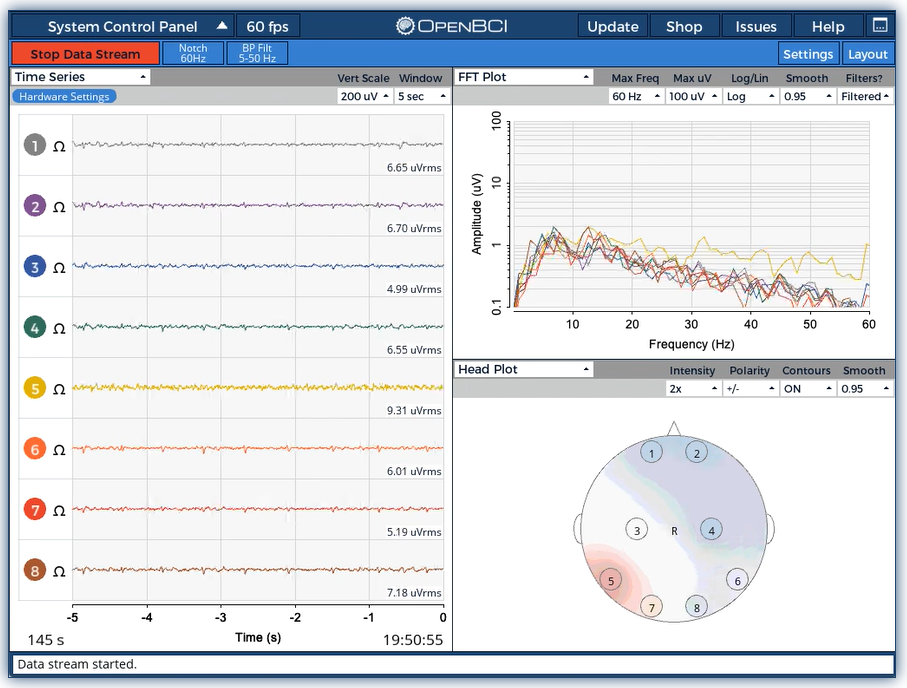 System Control Panel 60 fps OpenBCI Update Shop Issues Help
Stop Data Stream Notch 60Hz BP Filt 5-50 Hz Settings Layout
Time Series Vert Scale Window
Hardware Settings 200 uV 5 sec
1 Ω 6.65 uVrms
2 Ω 6.70 uVrms
3 Ω 4.99 uVrms
4 Ω 6.55 uVrms
5 Ω 9.31 uVrms
6 Ω 6.01 uVrms
7 Ω 5.19 uVrms
8 Ω 7.18 uVrms
-5 -4 -3 -2 -1 0
Time (s)
145 s 19:50:55
FFT Plot Max Freq Max uV Log/Lin Smooth Filters?
60 Hz 100 uV Log 0.95 Filtered
Amplitude (uV)
100
10
1
0.1
10 20 30 40 50 60
Frequency (Hz)
Head Plot Intensity Polarity Contours Smooth
2x +/- ON 0.95
1 2
3 R 4
5 6
7 8
Data stream started.